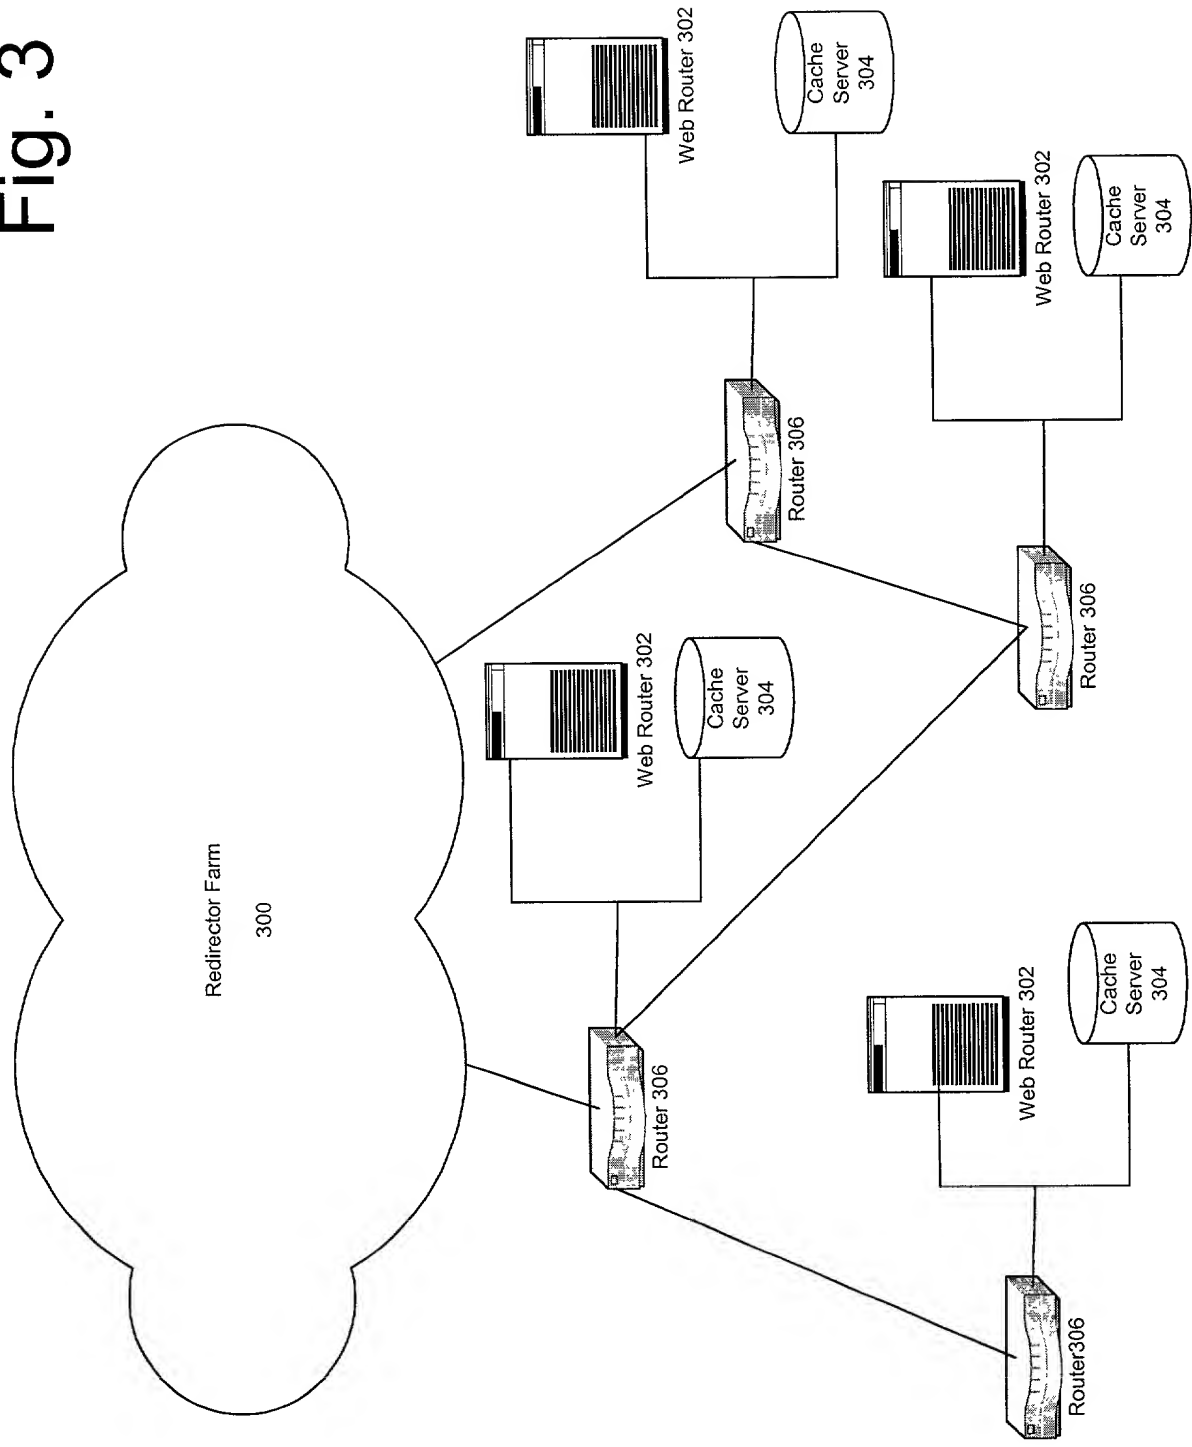 Fig. 3
Redirector Farm
300
Web Router 302
Cache
Server
304
Router 306
Web Router 302
Cache
Server
304
Router 306
Web Router 302
Cache
Server
304
Router 306
Web Router 302
Cache
Server
304
Router306